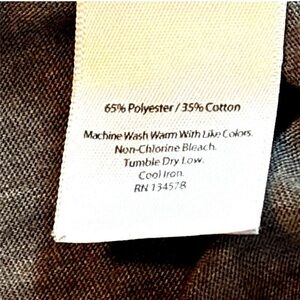 65% Polyester / 35% Cotton
Machine Wash Warm With Like Colors.
Non-Chlorine Bleach.
Tumble Dry Low.
Cool Iron.
RN 134578